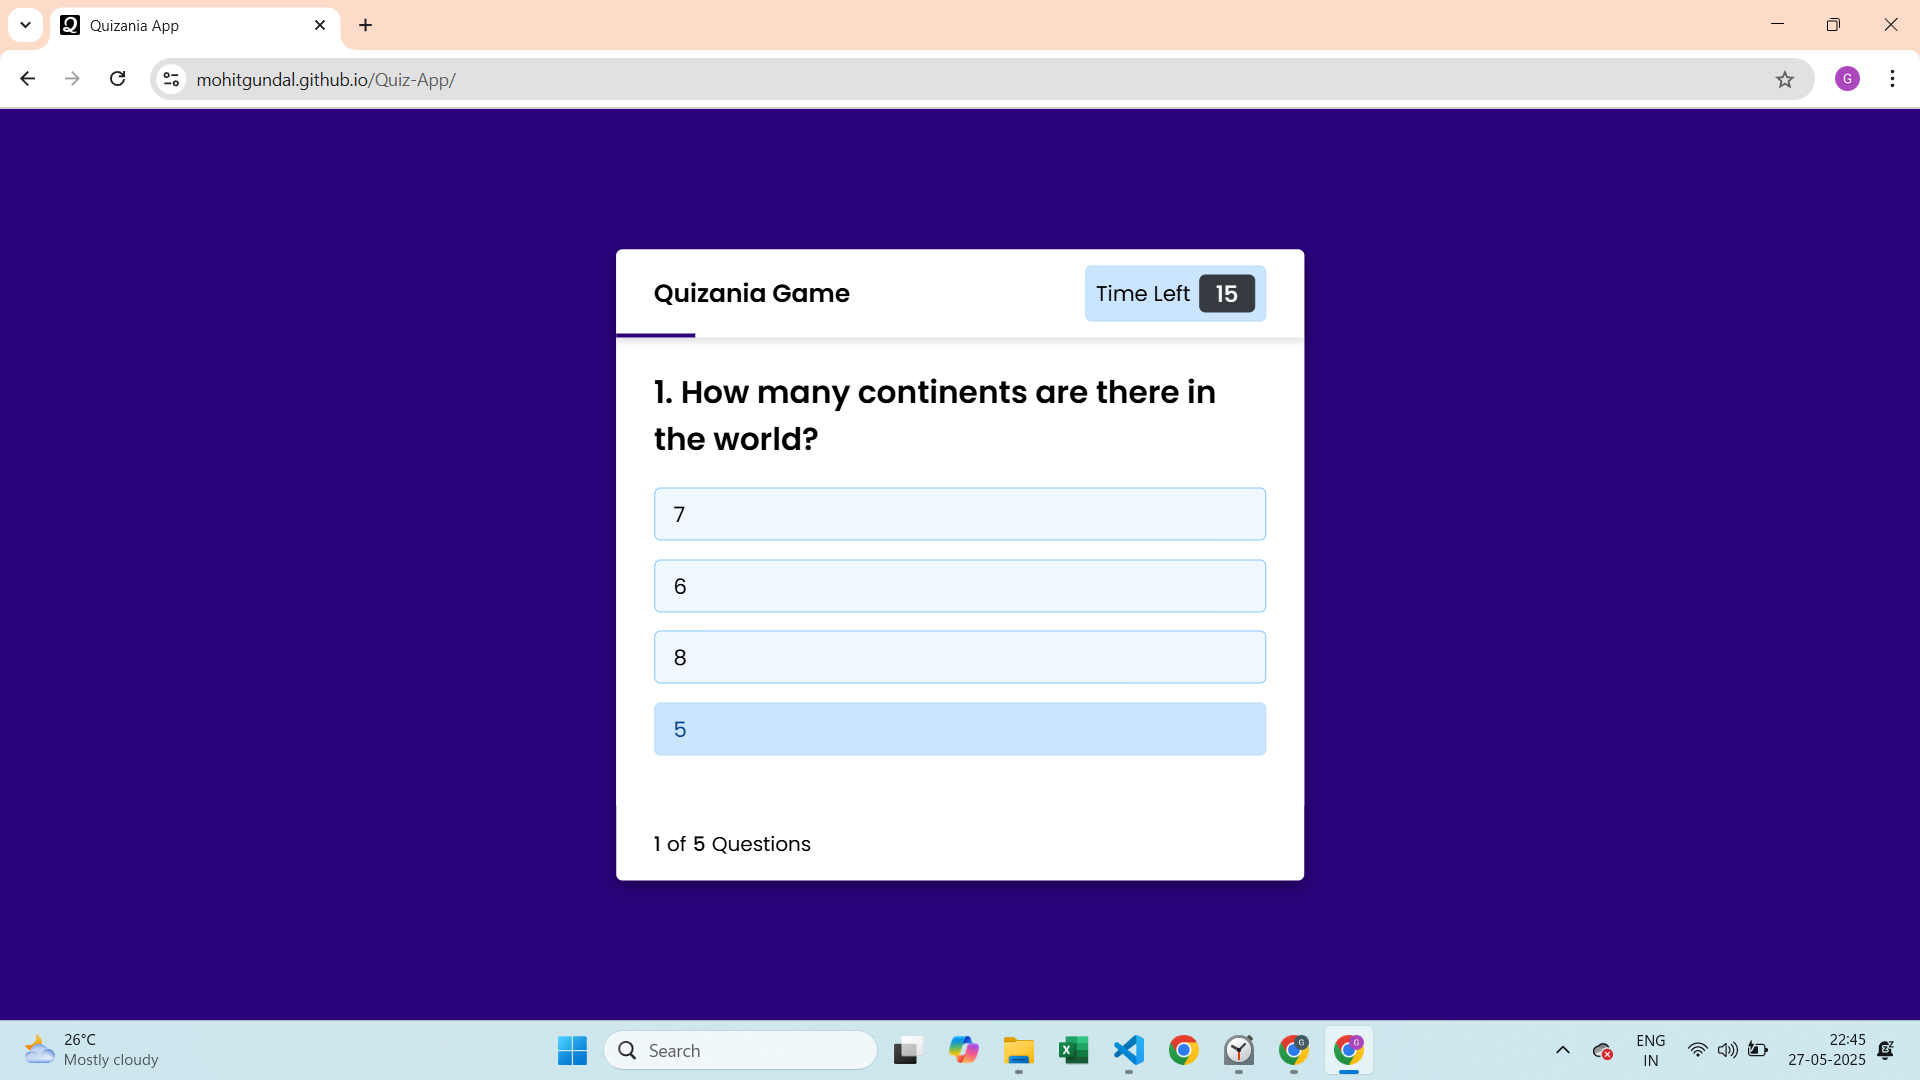 Quizania App
mohitgundal.github.io/Quiz-App/
G
Quizania Game
Time Left 15
1. How many continents are there in
the world?
7
6
8
5
1 of 5 Questions
26°C
Mostly cloudy
Search
ENG
IN
22:45
27-05-2025